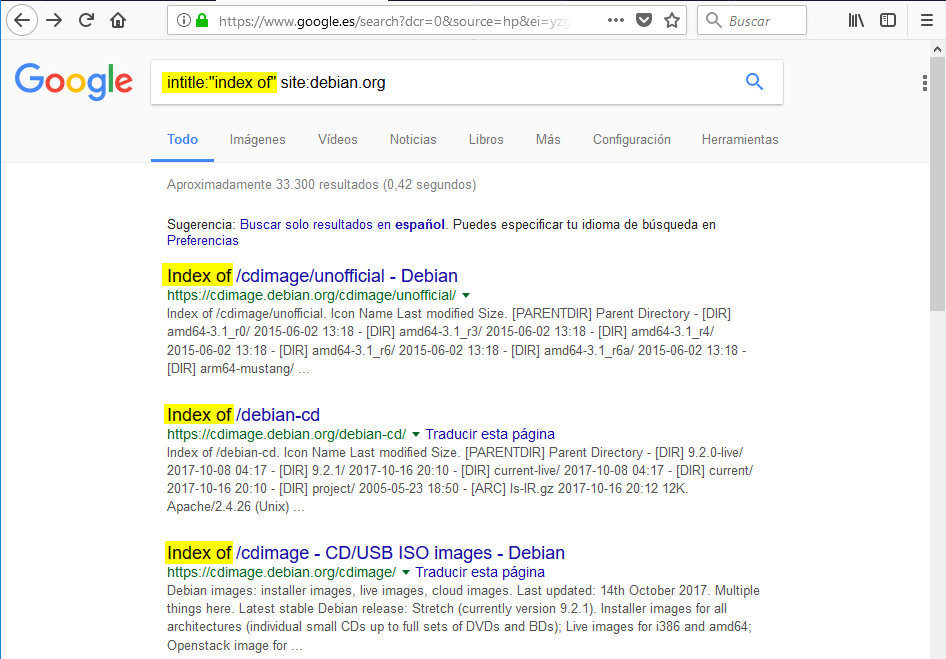 https://www.google.es/search?dcr=0&source=hp&ei=yzg
Buscar
Google
intitle:"index of" site:debian.org
Todo Imágenes Vídeos Noticias Libros Más Configuración Herramientas
Aproximadamente 33.300 resultados (0,42 segundos)
Sugerencia: Buscar solo resultados en español. Puedes especificar tu idioma de búsqueda en
Preferencias
Index of /cdimage/unofficial - Debian
https://cdimage.debian.org/cdimage/unofficial/
Index of /cdimage/unofficial. Icon Name Last modified Size. [PARENTDIR] Parent Directory - [DIR]
amd64-3.1_r0/ 2015-06-02 13:18 - [DIR] amd64-3.1_r3/ 2015-06-02 13:18 - [DIR] amd64-3.1_r4/
2015-06-02 13:18 - [DIR] amd64-3.1_r6/ 2015-06-02 13:18 - [DIR] amd64-3.1_r6a/ 2015-06-02 13:18 -
[DIR] arm64-mustang/ ...
Index of /debian-cd
https://cdimage.debian.org/debian-cd/ Traducir esta página
Index of /debian-cd. Icon Name Last modified Size. [PARENTDIR] Parent Directory - [DIR] 9.2.0-live/
2017-10-08 04:17 - [DIR] 9.2.1/ 2017-10-16 20:10 - [DIR] current-live/ 2017-10-08 04:17 - [DIR] current/
2017-10-16 20:10 - [DIR] project/ 2005-05-23 18:50 - [ARC] ls-lR.gz 2017-10-16 20:12 12K.
Apache/2.4.26 (Unix) ...
Index of /cdimage - CD/USB ISO images - Debian
https://cdimage.debian.org/cdimage/ Traducir esta página
Debian images: installer images, live images, cloud images. Last updated: 14th October 2017. Multiple
things here. Latest stable Debian release: Stretch (currently version 9.2.1). Installer images for all
architectures (individual small CDs up to full sets of DVDs and BDs); Live images for i386 and amd64;
Openstack image for ...